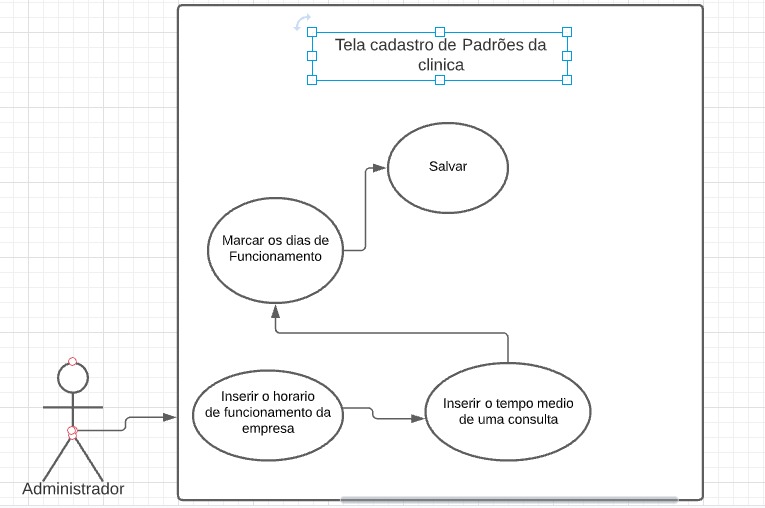 Tela cadastro de Padrões da
clinica
Salvar
Marcar os dias de
Funcionamento
Inserir o horario
de funcionamento da
empresa
Inserir o tempo medio
de uma consulta
Administrador